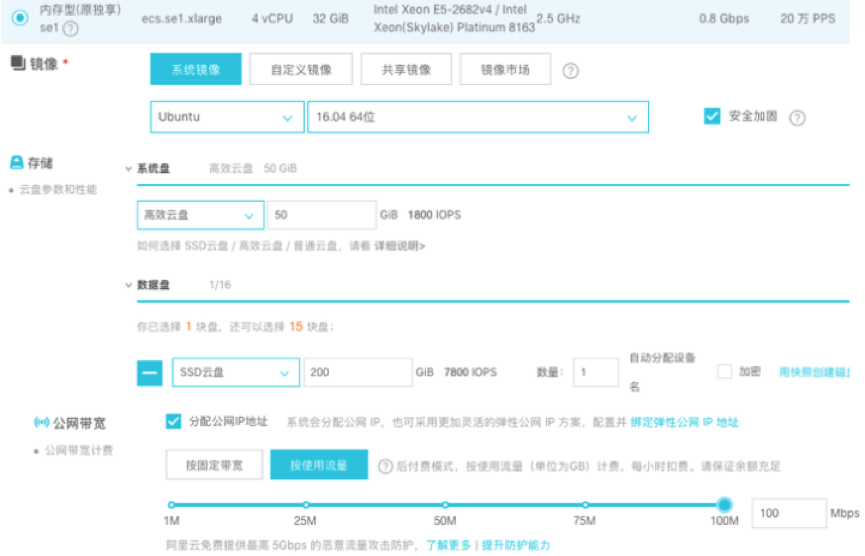 内存型(原独享) ecs.se1.xlarge 4 vCPU 32 GiB Intel Xeon E5-2682v4 / Intel 2.5 GHz 0.8 Gbps 20 万 PPS
se1 ? Xeon(Skylake) Platinum 8163
镜像 * 系统镜像 自定义镜像 共享镜像 镜像市场 ?
Ubuntu 16.04 64位 安全加固 ?
存储 系统盘 高效云盘 50 GiB
• 云盘参数和性能
高效云盘 50 GiB 1800 IOPS
如何选择 SSD云盘 / 高效云盘 / 普通云盘，请看 详细说明>
数据盘 1/16
你已选择 1 块盘，还可以选择 15 块盘；
SSD云盘 200 GiB 7800 IOPS 数量： 1 自动分配设备名 加密 用快照创建磁
公网带宽 分配公网IP地址 系统会分配公网 IP，也可采用更加灵活的弹性公网 IP 方案，配置并 绑定弹性公网 IP 地址
• 公网带宽计费
按固定带宽 按使用流量 ? 后付费模式，按使用流量（单位为GB）计费，每小时扣费。请保证余额充足
1M 25M 50M 75M 100M 100 Mbps
阿里云免费提供最高 5Gbps 的恶意流量攻击防护，了解更多 | 提升防护能力